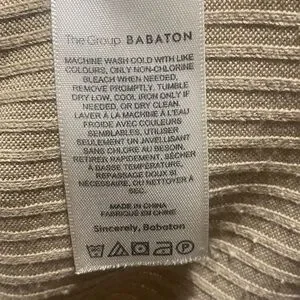 The Group BABATON
MACHINE WASH COLD WITH LIKE
COLOURS, ONLY NON-CHLORINE
BLEACH WHEN NEEDED,
REMOVE PROMPTLY, TUMBLE
DRY LOW, COOL IRON ONLY IF
NEEDED, OR DRY CLEAN.
LAVER À LA MACHINE À L'EAU
FROIDE AVEC COULEURS
SEMBLABLES, UTILISER
SEULEMENT UN JAVELLISANT
SANS CHLORE AU BESOIN,
RETIRER RAPIDEMENT, SÉCHER
À BASSE TEMPÉRATURE,
REPASSAGE DOUX SI
NÉCESSAIRE, OU NETTOYER À
SEC.
MADE IN CHINA
FABRIQUÉ EN CHINE
Sincerely, Babaton